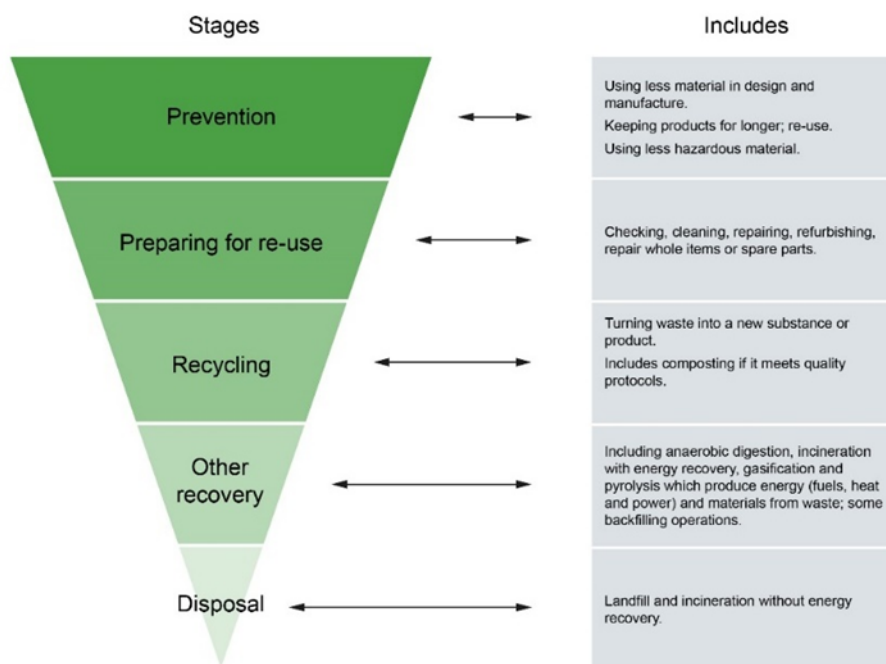 Stages
Includes
Prevention
Using less material in design and
manufacture.
Keeping products for longer; re-use.
Using less hazardous material.
Preparing for re-use
Checking, cleaning, repairing, refurbishing,
repair whole items or spare parts.
Recycling
Turning waste into a new substance or
product.
Includes composting if it meets quality
protocols.
Other
recovery
Including anaerobic digestion, incineration
with energy recovery, gasification and
pyrolysis which produce energy (fuels, heat
and power) and materials from waste; some
backfilling operations.
Disposal
Landfill and incineration without energy
recovery.